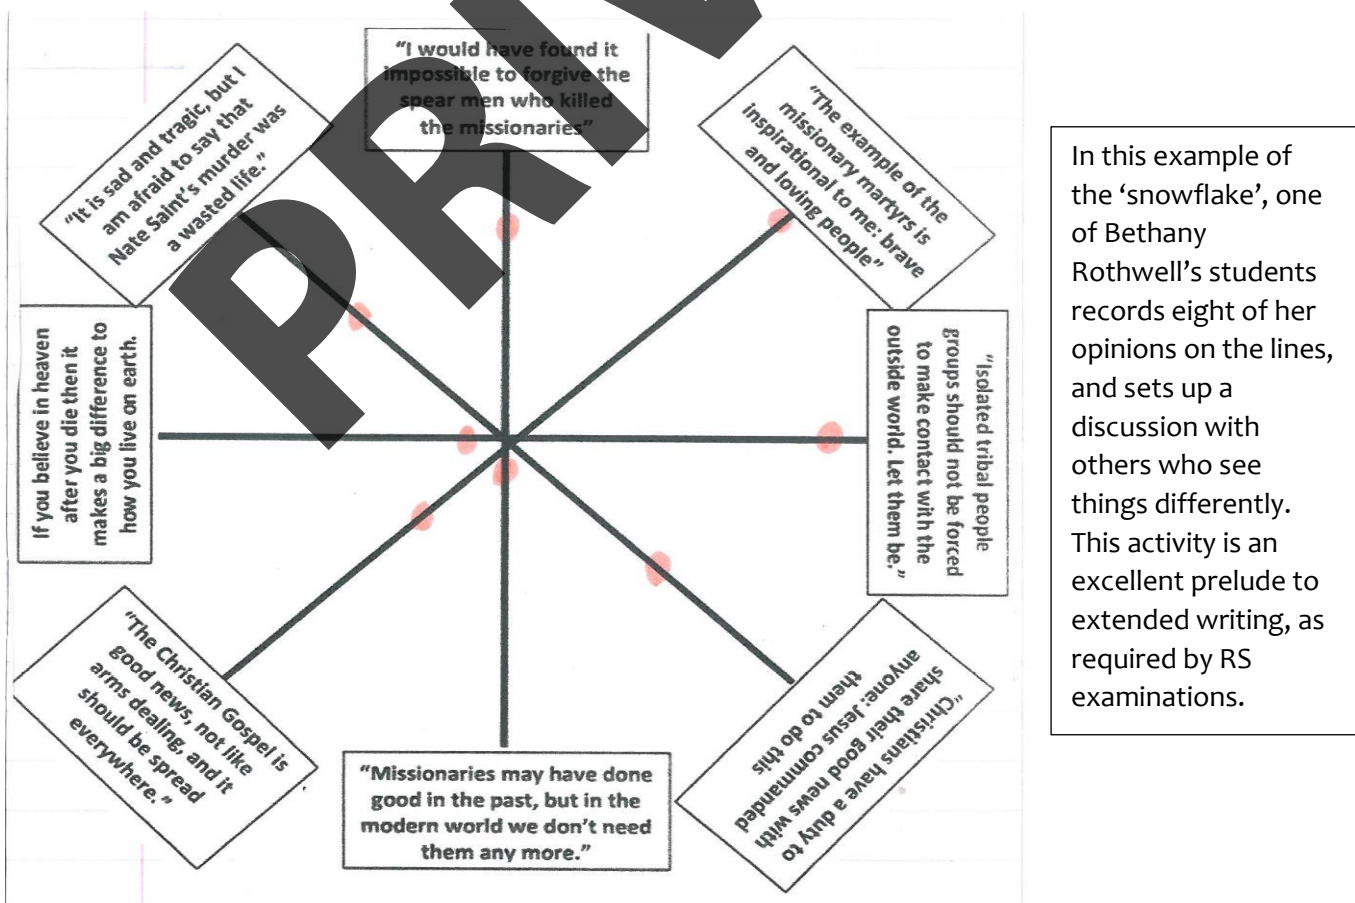 "I would have found it
impossible to forgive the
spear men who killed
the missionaries"
"The example of the
missionary martyrs is
inspirational to me: brave
and loving people"
"Isolated tribal people
groups should not be forced
to make contact with the
outside world. Let them be."
"Christians have a duty to
share their good news with
anyone: Jesus commanded
them to do this
"Missionaries may have done
good in the past, but in the
modern world we don't need
them any more."
"The Christian Gospel is
good news, not like
arms dealing, and it
should be spread
everywhere."
If you believe in heaven
after you die then it
makes a big difference to
how you live on earth.
"It is sad and tragic, but I
am afraid to say that
Nate Saint's murder was
a wasted life."
In this example of
the ‘snowflake’, one
of Bethany
Rothwell’s students
records eight of her
opinions on the lines,
and sets up a
discussion with
others who see
things differently.
This activity is an
excellent prelude to
extended writing, as
required by RS
examinations.